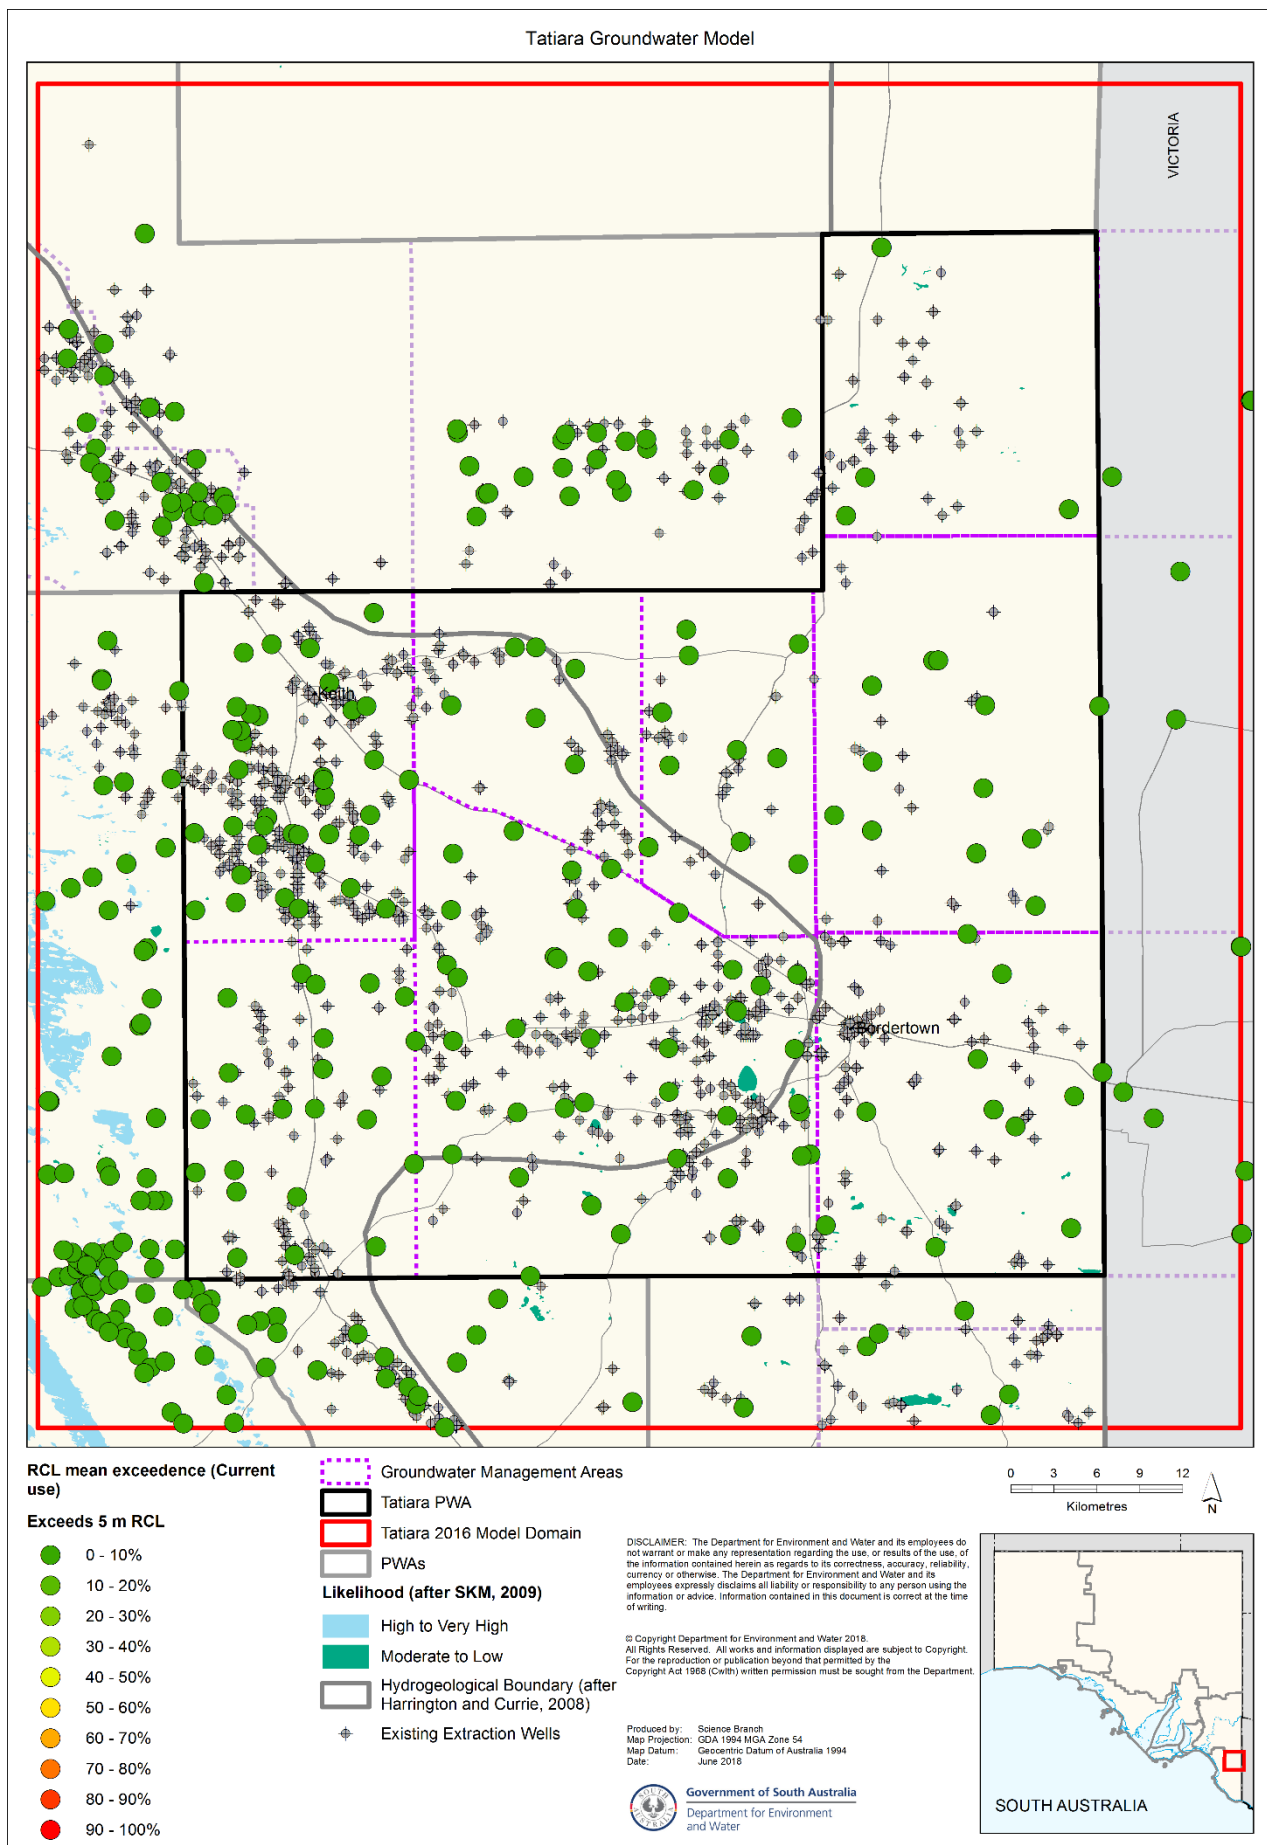 Tatiara Groundwater Model
VICTORIA
Keith
Bordertown
RCL mean exceedence (Current
use)
Exceeds 5 m RCL
0 - 10%
10 - 20%
20 - 30%
30 - 40%
40 - 50%
50 - 60%
60 - 70%
70 - 80%
80 - 90%
90 - 100%
Groundwater Management Areas
Tatiara PWA
Tatiara 2016 Model Domain
PWAs
Likelihood (after SKM, 2009)
High to Very High
Moderate to Low
Hydrogeological Boundary (after
Harrington and Currie, 2008)
Existing Extraction Wells
0 3 6 9 12
Kilometres
N
DISCLAIMER: The Department for Environment and Water and its employees do
not warrant or make any representation regarding the use, or results of the use, of
the information contained herein as regards to its correctness, accuracy, reliability,
currency or otherwise. The Department for Environment and Water and its
employees expressly disclaims all liability or responsibility to any person using the
information or advice. Information contained in this document is correct at the time
of writing.
© Copyright Department for Environment and Water 2018.
All Rights Reserved. All works and information displayed are subject to Copyright.
For the reproduction or publication beyond that permitted by the
Copyright Act 1968 (Cwlth) written permission must be sought from the Department.
Produced by: Science Branch
Map Projection: GDA 1994 MGA Zone 54
Map Datum: Geocentric Datum of Australia 1994
Date: June 2018
SOUTH
AUSTRALIA
Government of South Australia
Department for Environment
and Water
SOUTH AUSTRALIA